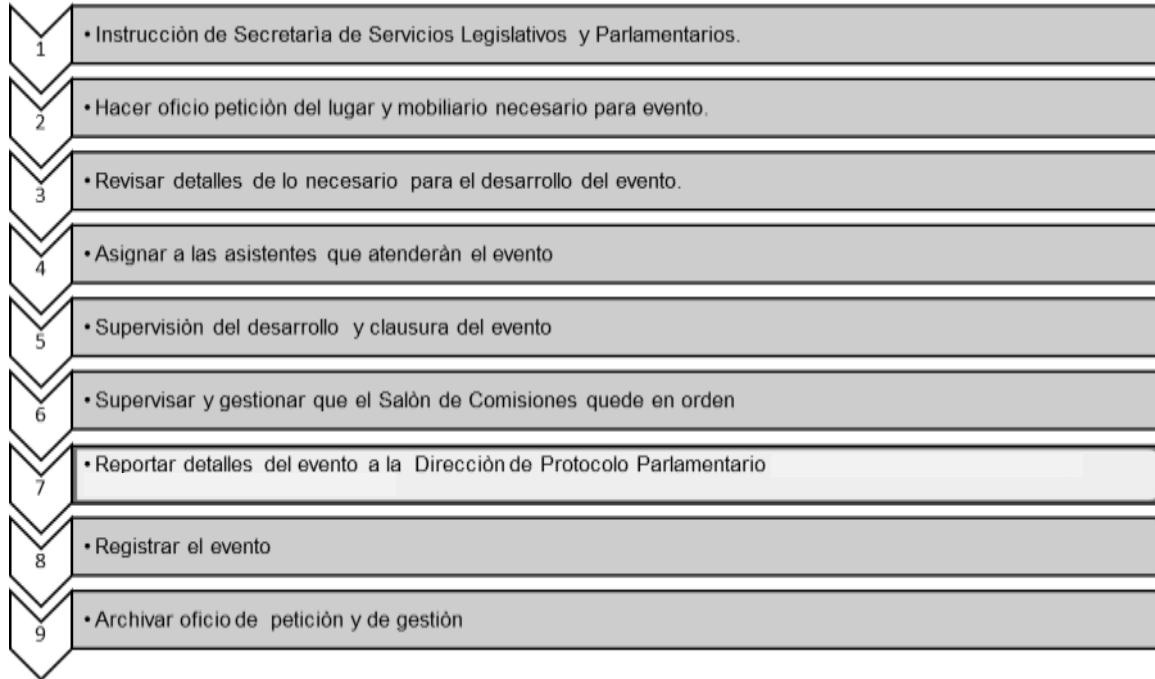 1
• Instrucciòn de Secretarìa de Servicios Legislativos y Parlamentarios.
2
• Hacer oficio peticiòn del lugar y mobiliario necesario para evento.
3
• Revisar detalles de lo necesario para el desarrollo del evento.
4
• Asignar a las asistentes que atenderàn el evento
5
• Supervisiòn del desarrollo y clausura del evento
6
• Supervisar y gestionar que el Salòn de Comisiones quede en orden
7
• Reportar detalles del evento a la Direcciòn de Protocolo Parlamentario
8
• Registrar el evento
9
• Archivar oficio de peticiòn y de gestiòn